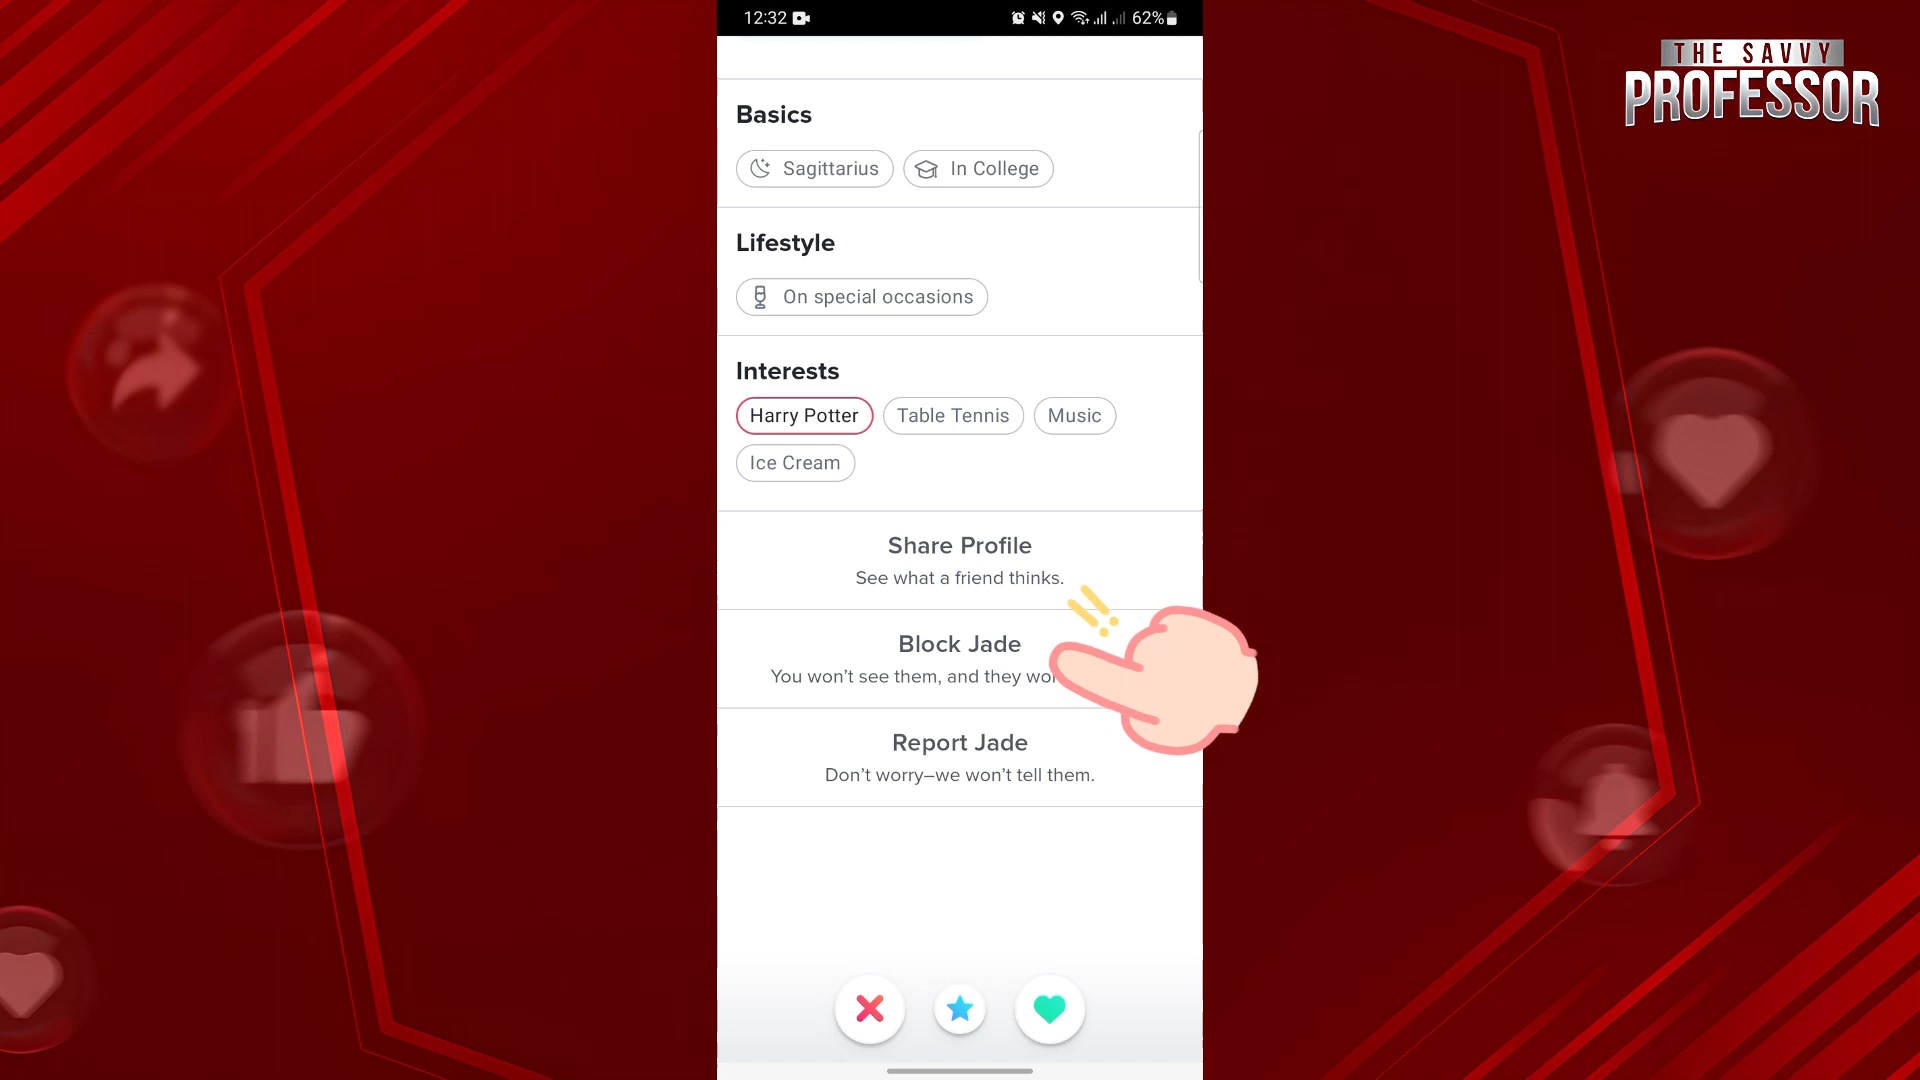 12:32
62%
THE SAVVY
PROFESSOR
Basics
Sagittarius
In College
Lifestyle
On special occasions
Interests
Harry Potter
Table Tennis
Music
Ice Cream
Share Profile
See what a friend thinks.
Block Jade
You won’t see them, and they
Report Jade
Don’t worry–we won’t tell them.